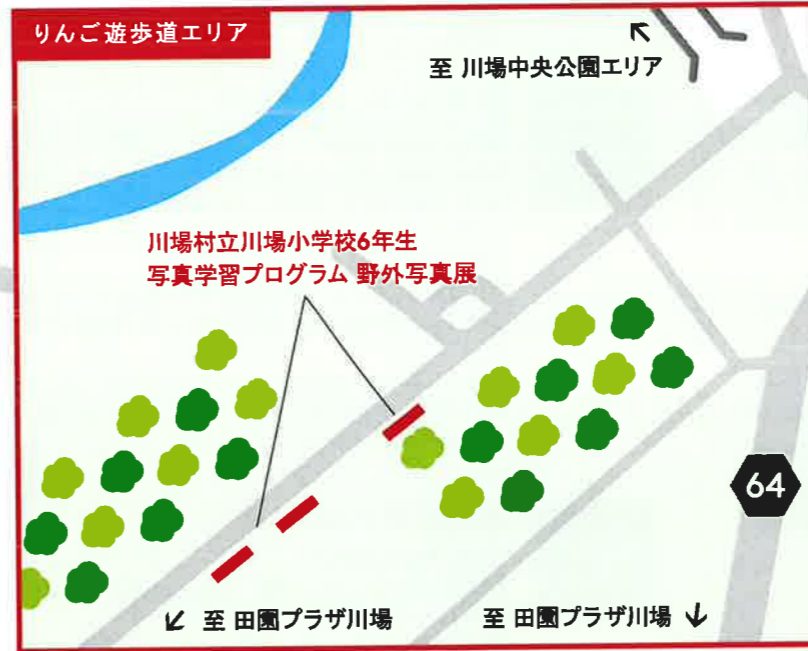 りんご遊歩道エリア
至 川場中央公園エリア
川場村立川場小学校6年生
写真学習プログラム 野外写真展
64
↙ 至 田園プラザ川場
至 田園プラザ川場 ↓